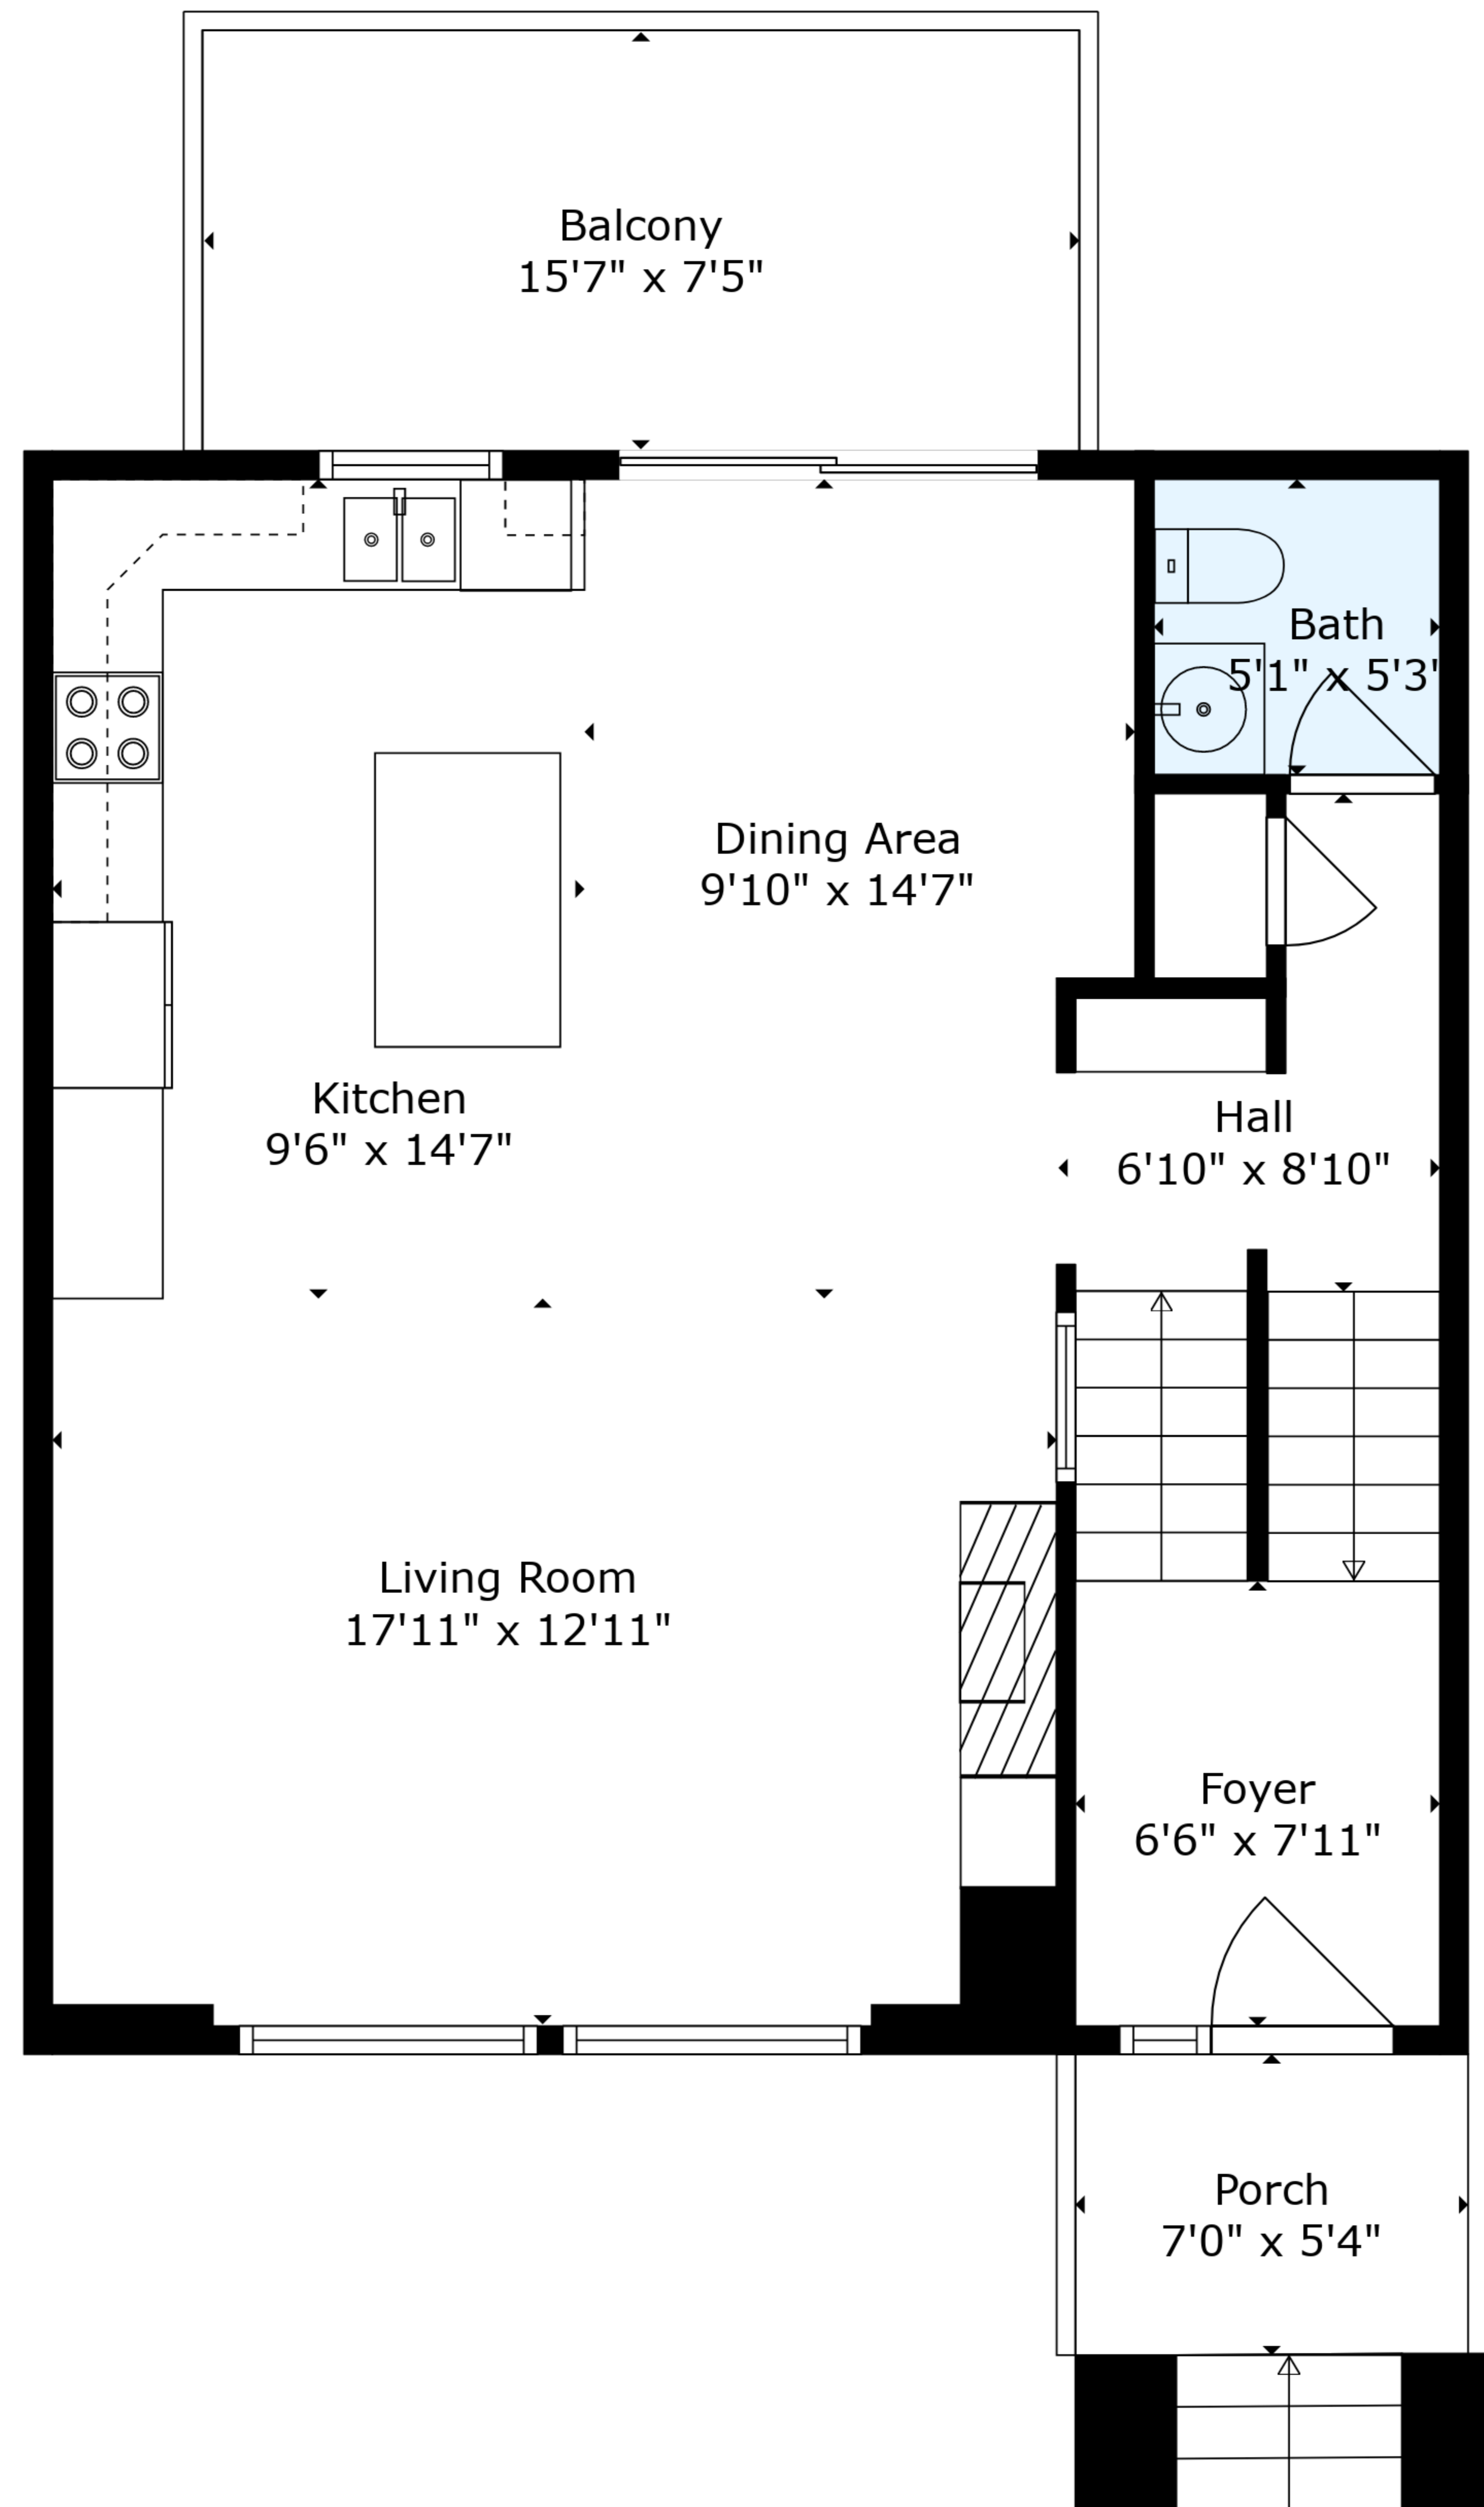 Balcony
15'7" x 7'5"
Bath
5'1" x 5'3"
Dining Area
9'10" x 14'7"
Kitchen
9'6" x 14'7"
Hall
6'10" x 8'10"
Living Room
17'11" x 12'11"
Foyer
6'6" x 7'11"
Porch
7'0" x 5'4"